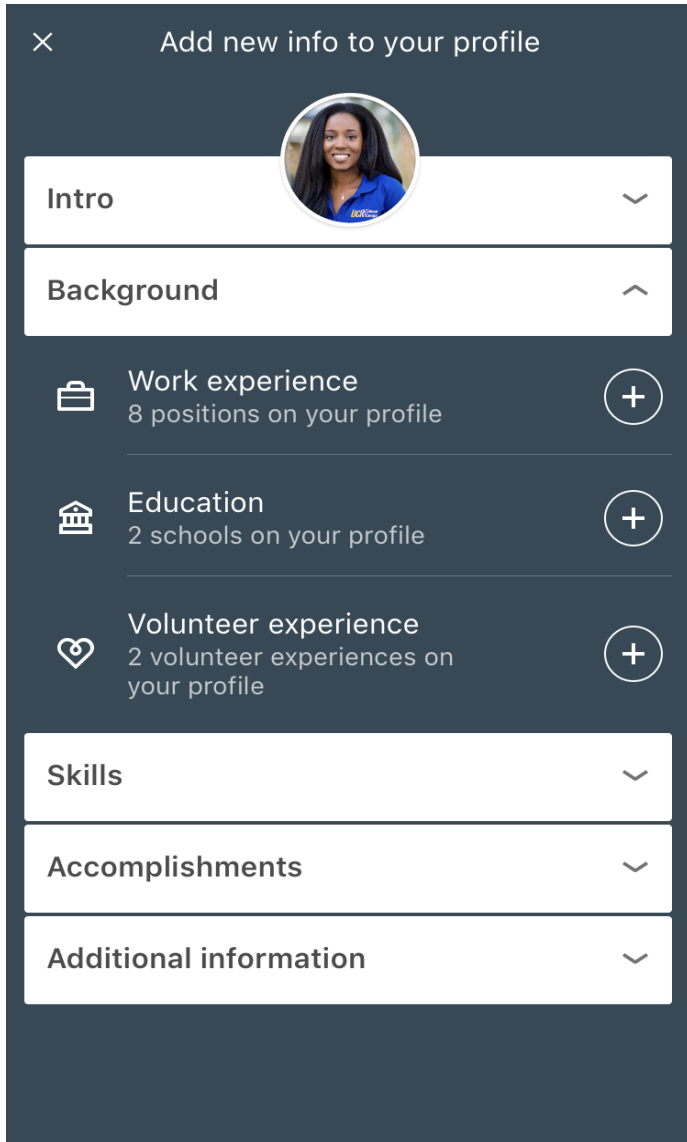 Add new info to your profile
Intro
Background
Work experience
8 positions on your profile
Education
2 schools on your profile
Volunteer experience
2 volunteer experiences on
your profile
Skills
Accomplishments
Additional information